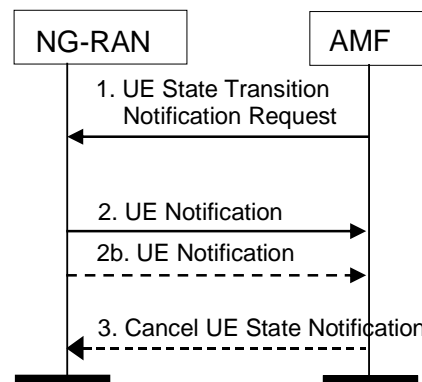 NG-RAN
AMF
1. UE State Transition
Notification Request
2. UE Notification
2b. UE Notification
3. Cancel UE State Notification